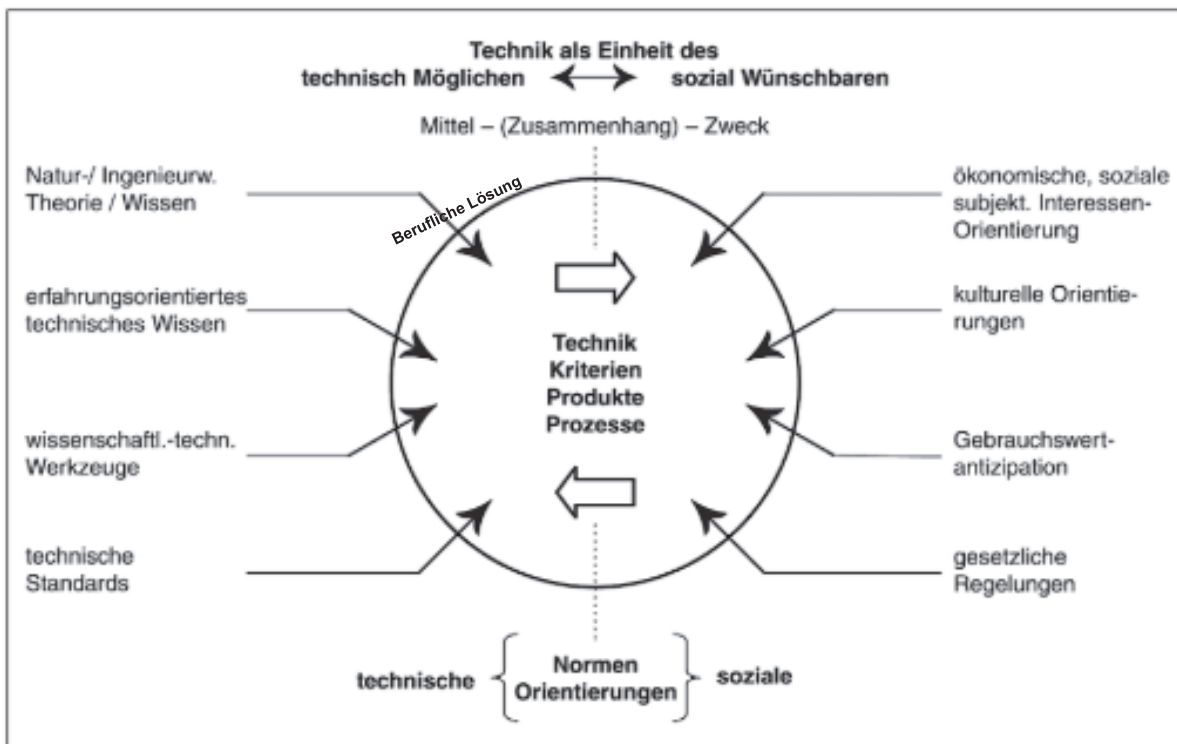 Technik als Einheit des
technisch Möglichen sozial Wünschbaren
Mittel – (Zusammenhang) – Zweck
Natur-/ Ingenieurw.
Theorie / Wissen
Berufliche Lösung
ökonomische, soziale
subjekt. Interessen-
Orientierung
erfahrungsorientiertes
technisches Wissen
kulturelle Orientie-
rungen
Technik
Kriterien
Produkte
Prozesse
wissenschaftl.-techn.
Werkzeuge
Gebrauchswert-
antizipation
technische
Standards
gesetzliche
Regelungen
technische
Normen
Orientierungen
soziale